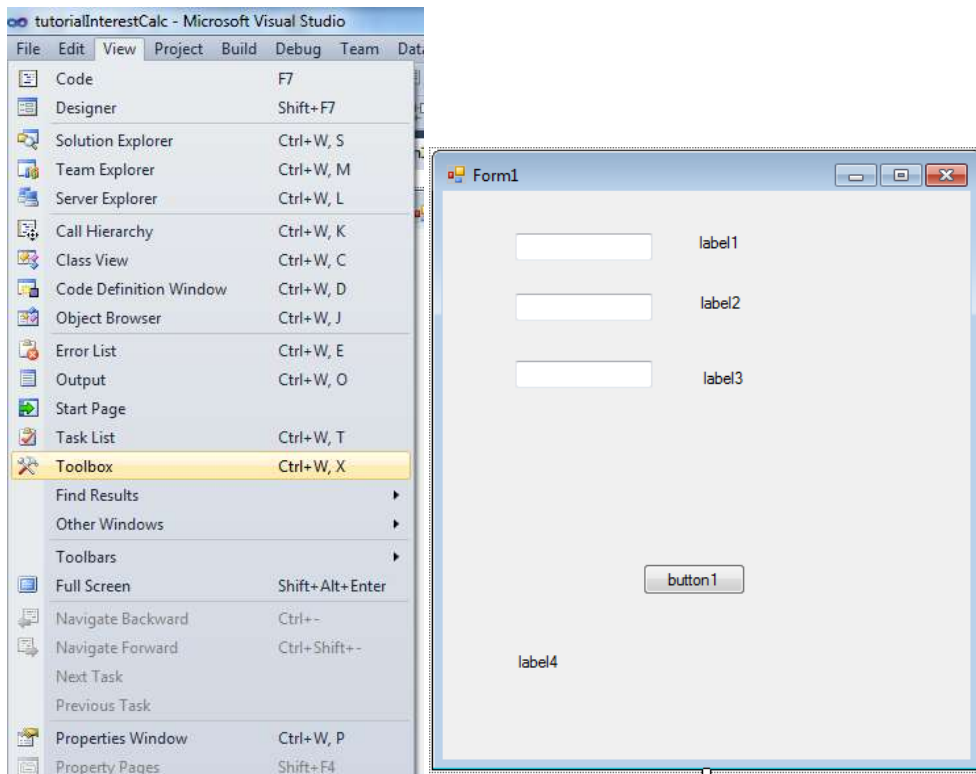 tutorialInterestCalc - Microsoft Visual Studio
File Edit View Project Build Debug Team Data
Code F7
Designer Shift+F7
Solution Explorer Ctrl+W, S
Team Explorer Ctrl+W, M
Server Explorer Ctrl+W, L
Call Hierarchy Ctrl+W, K
Class View Ctrl+W, C
Code Definition Window Ctrl+W, D
Object Browser Ctrl+W, J
Error List Ctrl+W, E
Output Ctrl+W, O
Start Page
Task List Ctrl+W, T
Toolbox Ctrl+W, X
Find Results
Other Windows
Toolbars
Full Screen Shift+Alt+Enter
Navigate Backward Ctrl+-
Navigate Forward Ctrl+Shift+-
Next Task
Previous Task
Properties Window Ctrl+W, P
Property Pages Shift+F4
Form1
label1
label2
label3
button1
label4